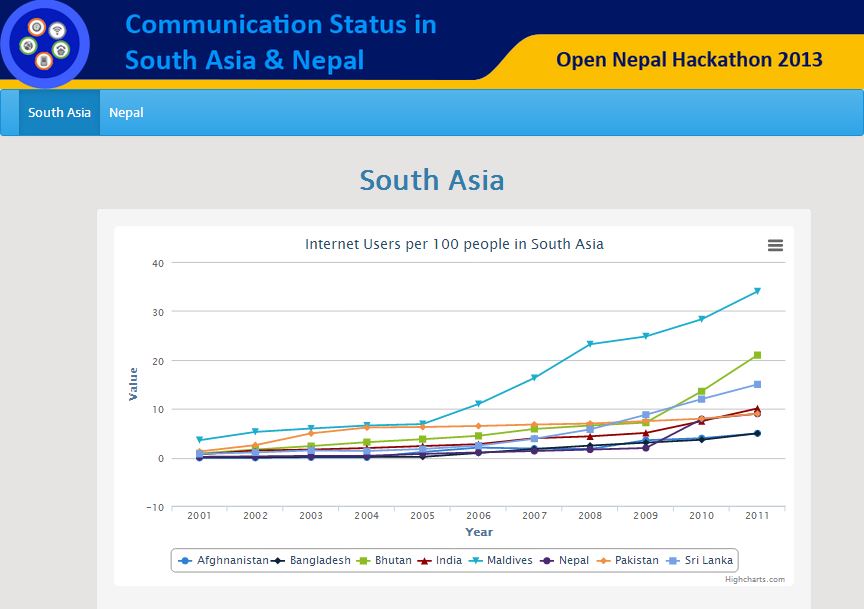 Communication Status in
South Asia & Nepal
Open Nepal Hackathon 2013
South Asia Nepal
South Asia
Internet Users per 100 people in South Asia
40
30
20
10
0
-10
Value
2001 2002 2003 2004 2005 2006 2007 2008 2009 2010 2011
Year
Afghnanistan Bangladesh Bhutan India Maldives Nepal Pakistan Sri Lanka
Highcharts.com